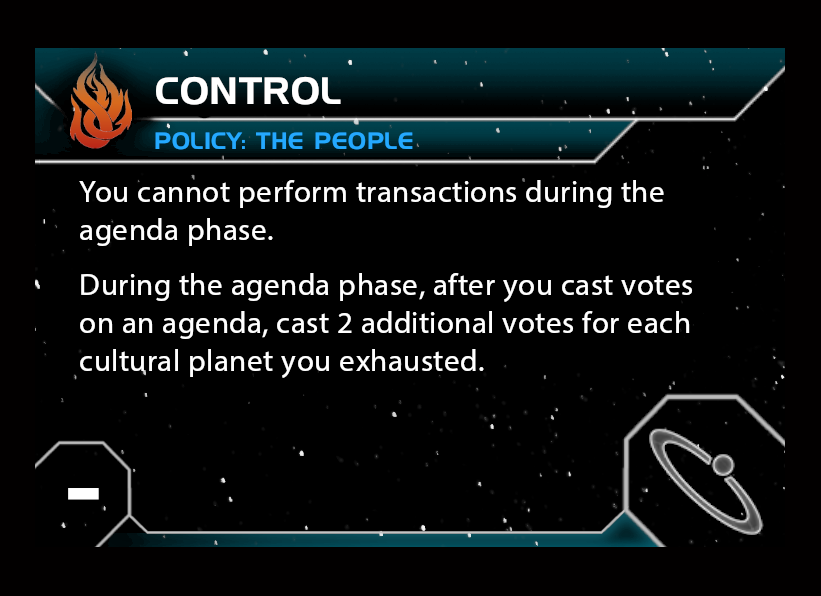 CONTROL
POLICY: THE PEOPLE
You cannot perform transactions during the
agenda phase.
During the agenda phase, after you cast votes
on an agenda, cast 2 additional votes for each
cultural planet you exhausted.
-